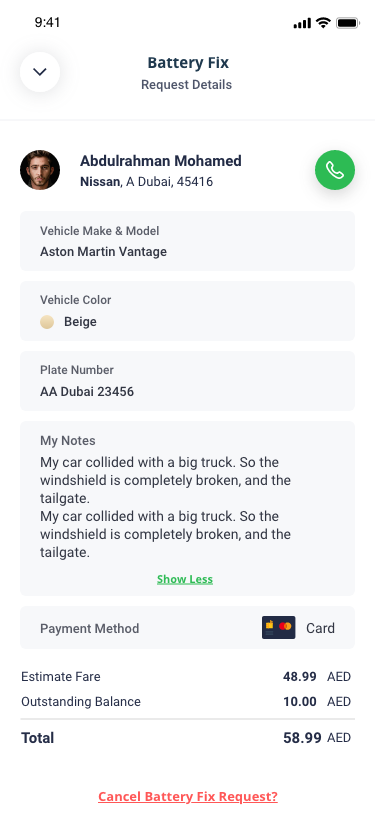 9:41
Battery Fix
Request Details
Abdulrahman Mohamed
Nissan, A Dubai, 45416
Vehicle Make & Model
Aston Martin Vantage
Vehicle Color
Beige
Plate Number
AA Dubai 23456
My Notes
My car collided with a big truck. So the
windshield is completely broken, and the
tailgate.
My car collided with a big truck. So the
windshield is completely broken, and the
tailgate.
Show Less
Payment Method Card
Estimate Fare 48.99 AED
Outstanding Balance 10.00 AED
Total 58.99 AED
Cancel Battery Fix Request?